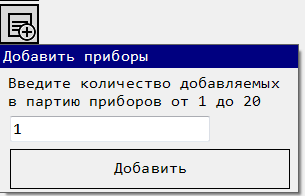 Добавить приборы
Введите количество добавляемых
в партию приборов от 1 до 20
1
Добавить